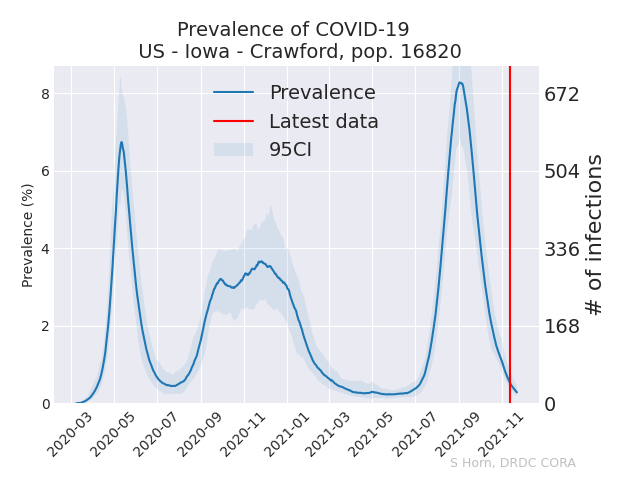 Prevalence of COVID-19
US - Iowa - Crawford, pop. 16820
Prevalence
Latest data
95CI
Prevalence (%)
8
6
4
2
0
672
504
336
168
0
# of infections
2020-03
2020-05
2020-07
2020-09
2020-11
2021-01
2021-03
2021-05
2021-07
2021-09
2021-11
S Horn, DRDC CORA